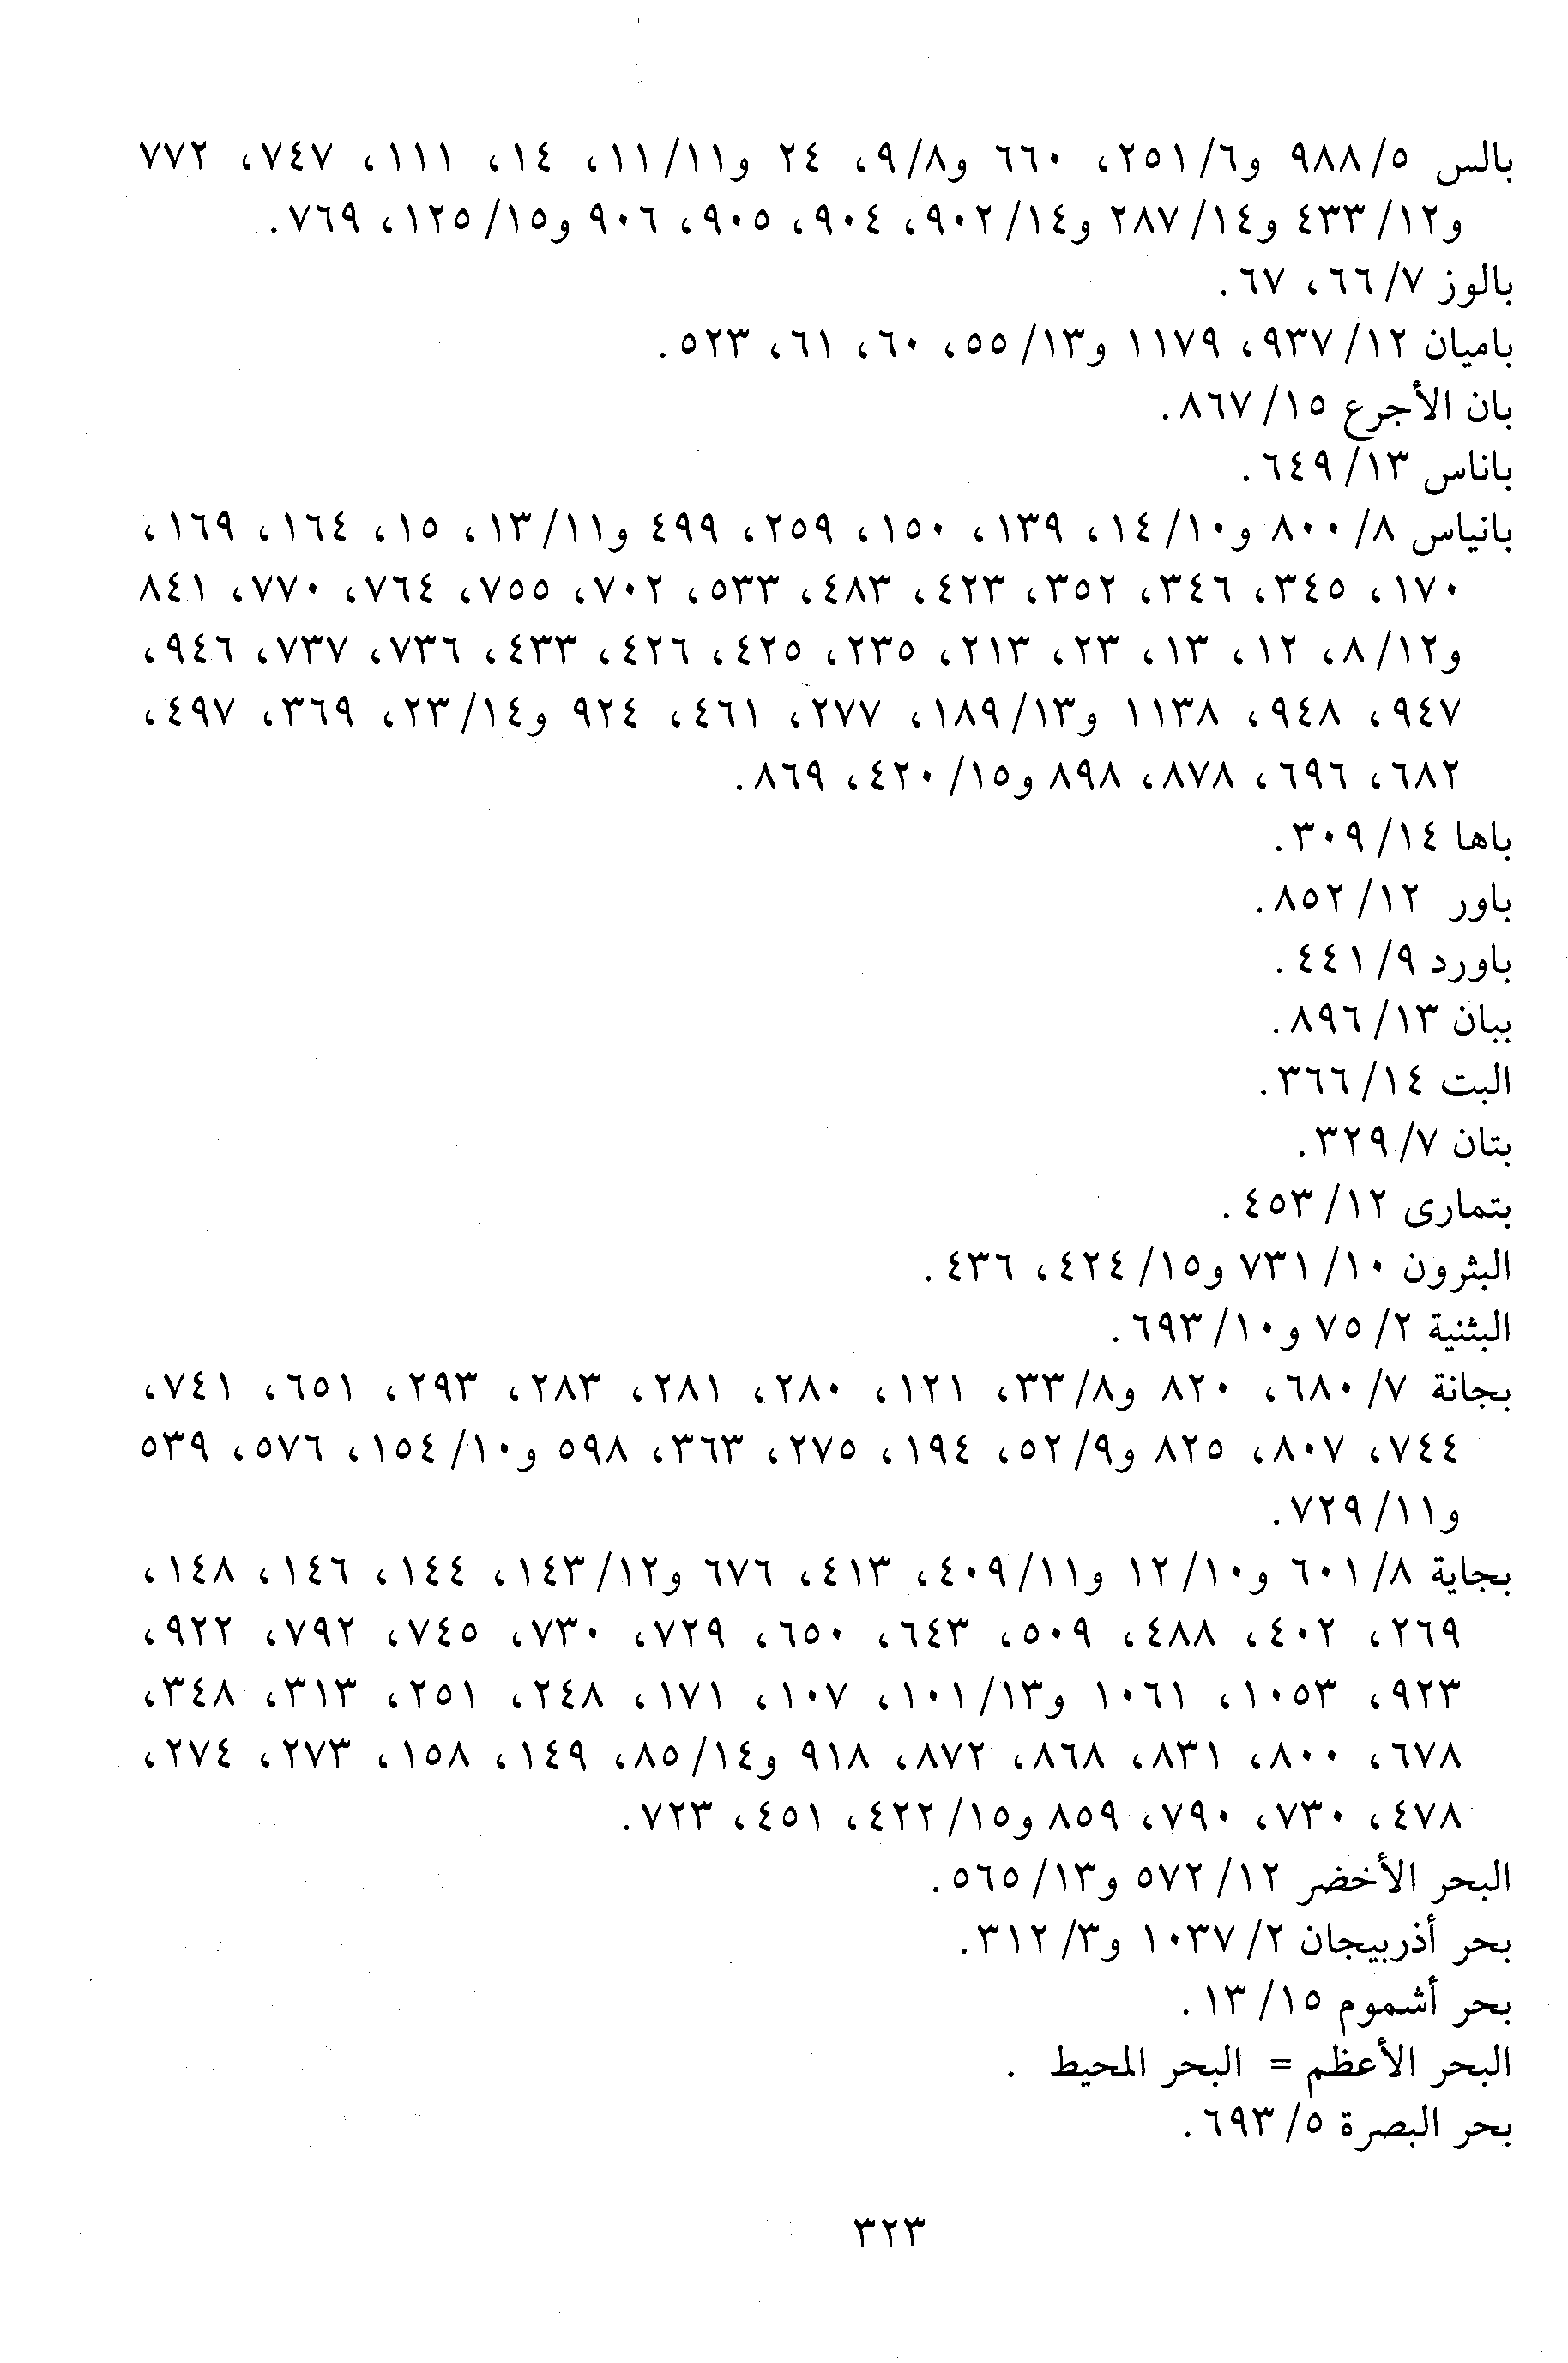 بالس ٥/ ٩٨٨ و٦/ ٢٥١، ٦٦٠ و٨/ ٩، ٢٤ و١١/ ١١، ١٤، ١١١، ٧٤٧، ٧٧٢
و١٢/ ٤٣٣ و١٤/ ٢٨٧ و١٤/ ٩٠٢، ٩٠٤، ٩٠٥، ٩٠٦ و١٥/ ١٢٥، ٧٦٩.
بالوز ٧/ ٦٦، ٦٧.
باميان ١٢/ ٩٣٧، ١١٧٩ و١٣/ ٥٥، ٦٠، ٦١، ٥٢٣.
بان الأجرع ١٥/ ٨٦٧.
باناس ١٣/ ٦٤٩.
بانياس ٨/ ٨٠٠ و١٠/ ١٤، ١٣٩، ١٥٠، ٢٥٩، ٤٩٩ و١١/ ١٣، ١٥، ١٦٤، ١٦٩،
١٧٠، ٣٤٥، ٣٤٦، ٣٥٢، ٤٢٣، ٤٨٣، ٥٣٣، ٧٠٢، ٧٥٥، ٧٦٤، ٧٧٠، ٨٤١
و١٢/ ٨، ١٢، ١٣، ٢٣، ٢١٣، ٢٣٥، ٤٢٥، ٤٢٦، ٤٣٣، ٧٣٦، ٧٣٧، ٩٤٦،
٩٤٧، ٩٤٨، ١١٣٨ و١٣/ ١٨٩، ٢٧٧، ٤٦١، ٩٢٤ و١٤/ ٢٣، ٣٦٩، ٤٩٧،
٦٨٢، ٦٩٦، ٨٧٨، ٨٩٨ و١٥/ ٤٢٠، ٨٦٩.
باها ١٤/ ٣٠٩.
باور ١٢/ ٨٥٢.
باورد ٩/ ٤٤١.
ببان ١٣/ ٨٩٦.
البت ١٤/ ٣٦٦.
بتان ٧/ ٣٢٩.
بتمارى ١٢/ ٤٥٣.
البثرون ١٠/ ٧٣١ و١٥/ ٤٢٤، ٤٣٦.
البثنية ٢/ ٧٥ و١٠/ ٦٩٣.
بجانة ٧/ ٦٨٠، ٨٢٠ و٨/ ٣٣، ١٢١، ٢٨٠، ٢٨١، ٢٨٣، ٢٩٣، ٦٥١، ٧٤١،
٧٤٤، ٨٠٧، ٨٢٥ و٩/ ٥٢، ١٩٤، ٢٧٥، ٣٦٣، ٥٩٨ و١٠/ ١٥٤، ٥٧٦، ٥٣٩
و١١/ ٧٢٩.
بجاية ٨/ ٦٠١ و١٠/ ١٢ و١١/ ٤٠٩، ٤١٣، ٦٧٦ و١٢/ ١٤٣، ١٤٤، ١٤٦، ١٤٨،
٢٦٩، ٤٠٢، ٤٨٨، ٥٠٩، ٦٤٣، ٦٥٠، ٧٢٩، ٧٣٠، ٧٤٥، ٧٩٢، ٩٢٢،
٩٢٣، ١٠٥٣، ١٠٦١ و١٣/ ١٠١، ١٠٧، ١٧١، ٢٤٨، ٢٥١، ٣١٣، ٣٤٨،
٦٧٨، ٨٠٠، ٨٣١، ٨٦٨، ٨٧٢، ٩١٨ و١٤/ ٨٥، ١٤٩، ١٥٨، ٢٧٣، ٢٧٤،
٤٧٨، ٧٣٠، ٧٩٠، ٨٥٩ و١٥/ ٤٢٢، ٤٥١، ٧٢٣.
البحر الأخضر ١٢/ ٥٧٢ و١٣/ ٥٦٥.
بحر أذربيجان ٢/ ١٠٣٧ و٣/ ٣١٢.
بحر أشموم ١٥/ ١٣.
البحر الأعظم = البحر المحيط .
بحر البصرة ٥/ ٦٩٣.
٣٢٣